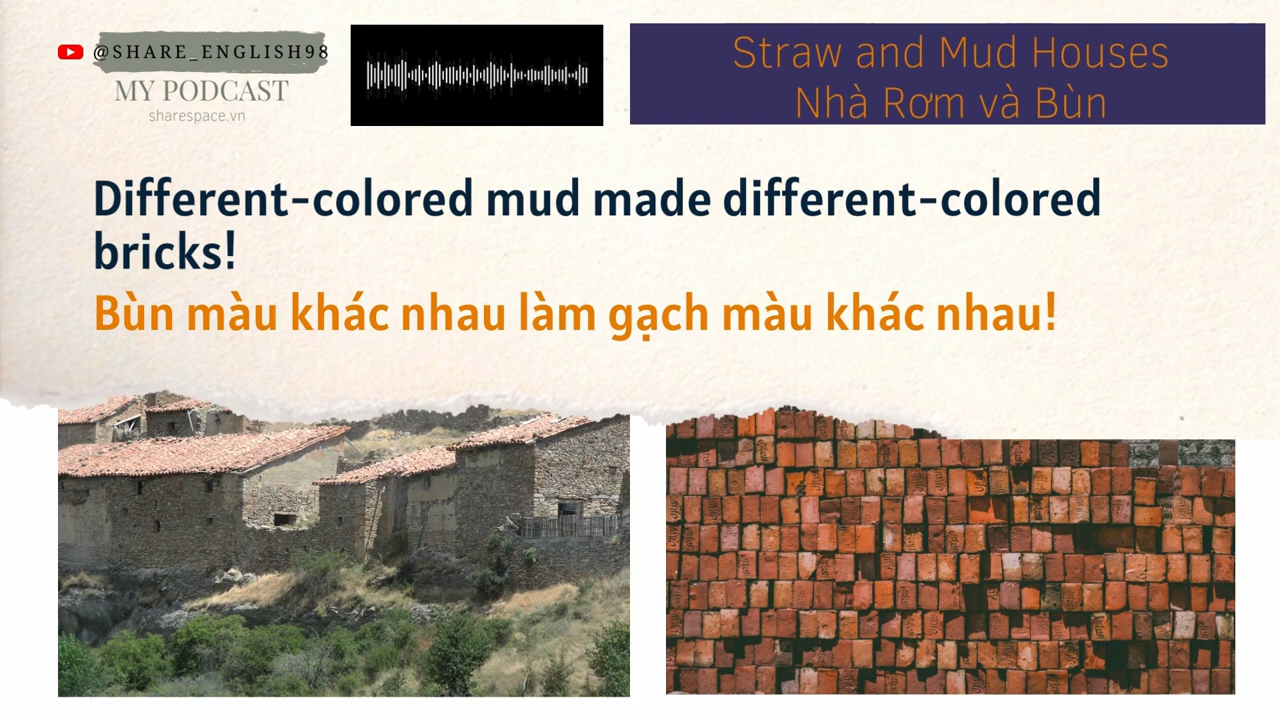 @SHARE_ENGLISH98
MY PODCAST
sharespace.vn
Straw and Mud Houses
Nhà Rơm và Bùn
Different-colored mud made different-colored
bricks!
Bùn màu khác nhau làm gạch màu khác nhau!